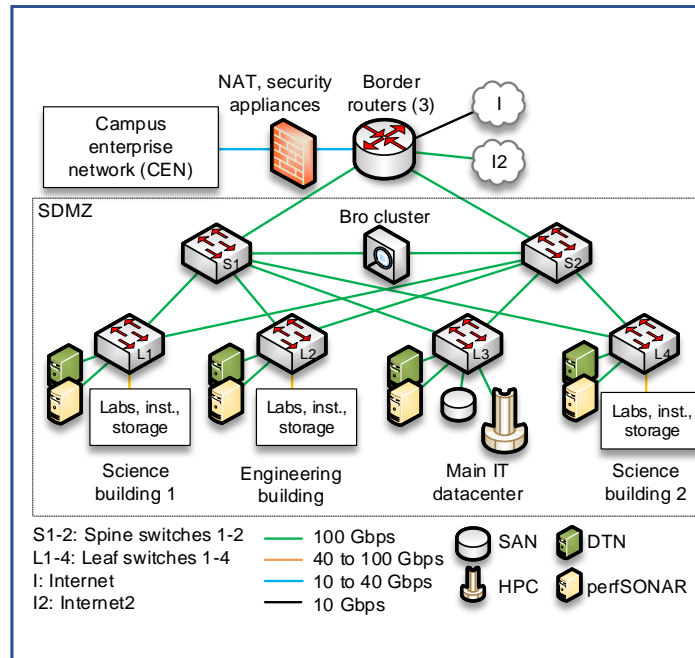 NAT, security
appliances
Border
routers (3)
I
Campus
enterprise
network (CEN)
I2
SDMZ
Bro cluster
S1
S2
L1
L2
L3
L4
Labs, inst.,
storage
Labs, inst.,
storage
Labs, inst.,
storage
Science
building 1
Engineering
building
Main IT
datacenter
Science
building 2
S1-2: Spine switches 1-2
L1-4: Leaf switches 1-4
I: Internet
I2: Internet2
100 Gbps
40 to 100 Gbps
10 to 40 Gbps
10 Gbps
SAN
HPC
DTN
perfSONAR